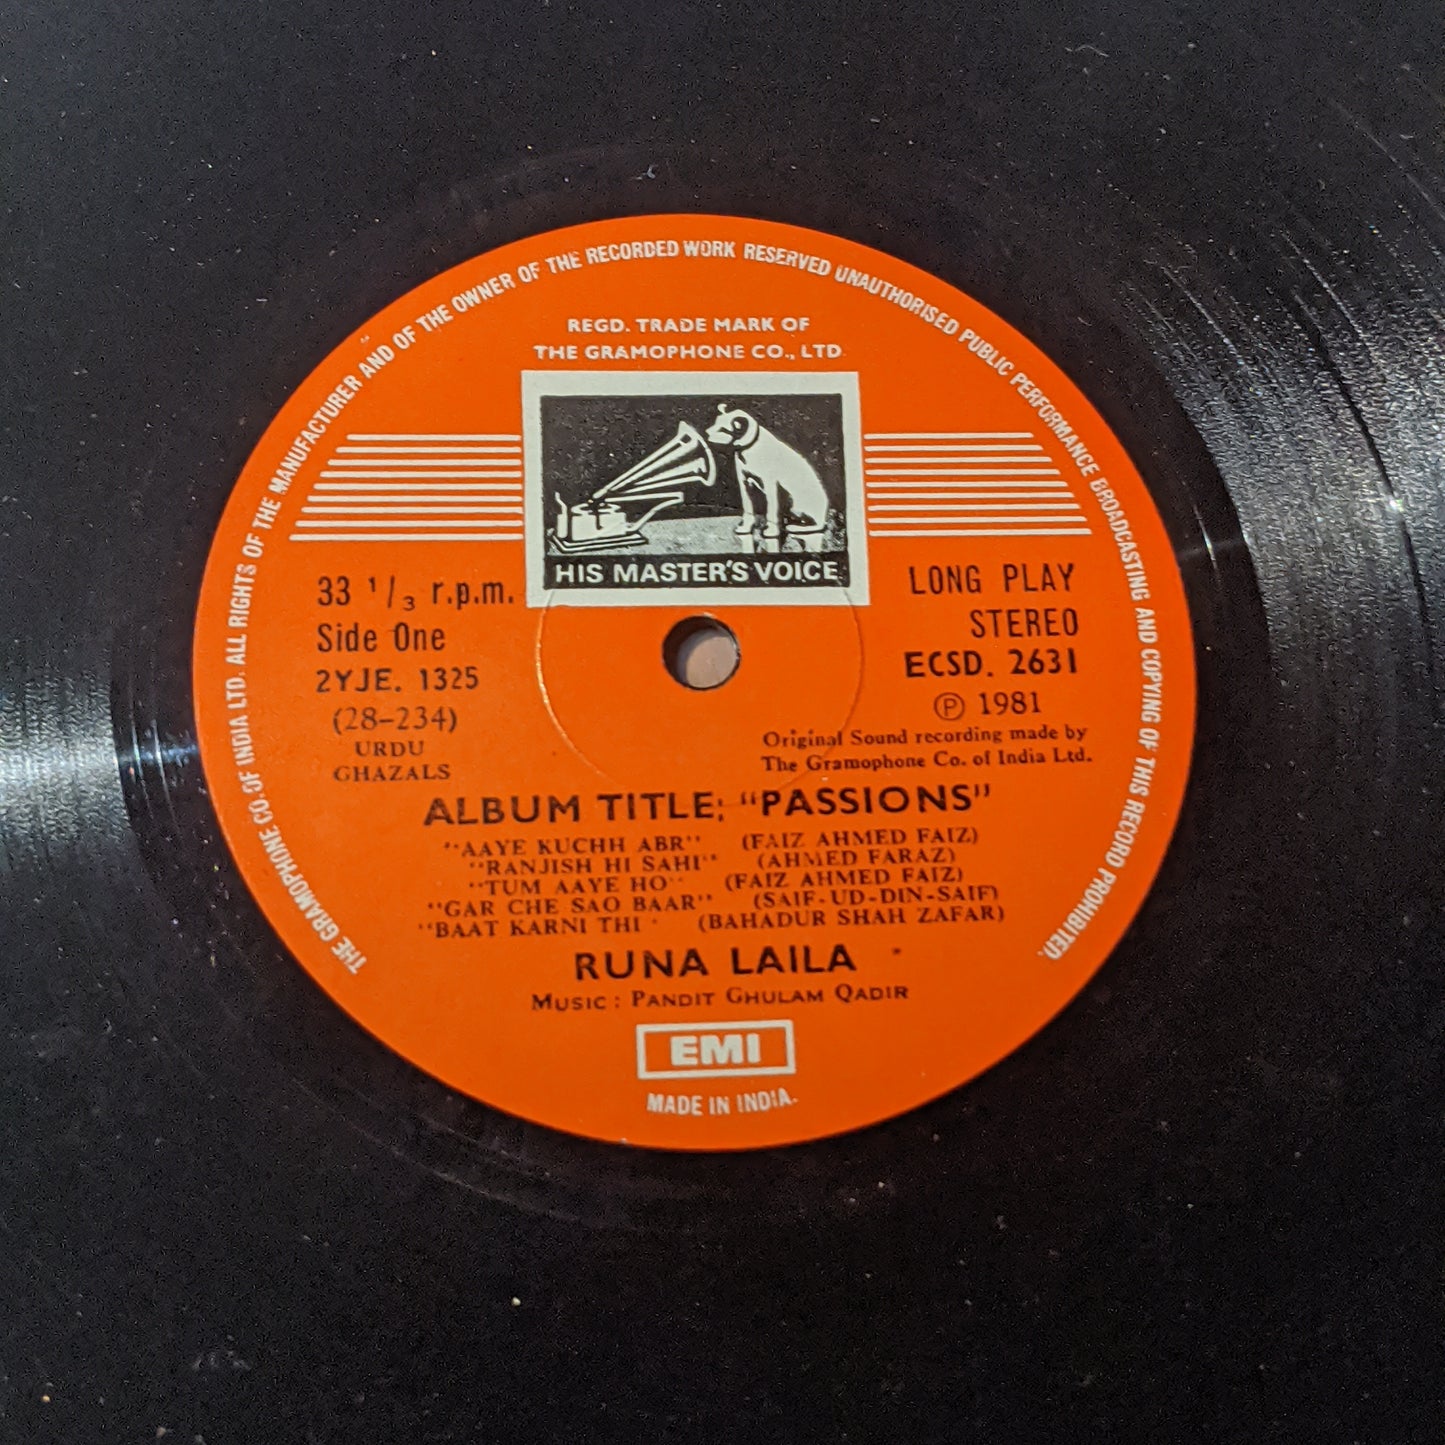 THE GRAMOPHONE CO. OF INDIA LTD. ALL RIGHTS OF THE MANUFACTURER AND OF THE OWNER OF THE RECORDED WORK RESERVED UNAUTHORISED PUBLIC PERFORMANCE BROADCASTING AND COPYING OF THIS RECORD PROHIBITED.
REGD. TRADE MARK OF
THE GRAMOPHONE CO., LTD.
HIS MASTER'S VOICE
33 1/3 r.p.m.
Side One
2YJE. 1325
(28-234)
URDU
GHAZALS
LONG PLAY
STEREO
ECSD. 2631
℗ 1981
Original Sound recording made by
The Gramophone Co. of India Ltd.
ALBUM TITLE; "PASSIONS"
"AAYE KUCHH ABR" (FAIZ AHMED FAIZ)
"RANJISH HI SAHI" (AHMED FARAZ)
"TUM AAYE HO" (FAIZ AHMED FAIZ)
"GAR CHE SAO BAAR" (SAIF-UD-DIN-SAIF)
"BAAT KARNI THI" (BAHADUR SHAH ZAFAR)
RUNA LAILA
MUSIC : PANDIT GHULAM QADIR
EMI
MADE IN INDIA.